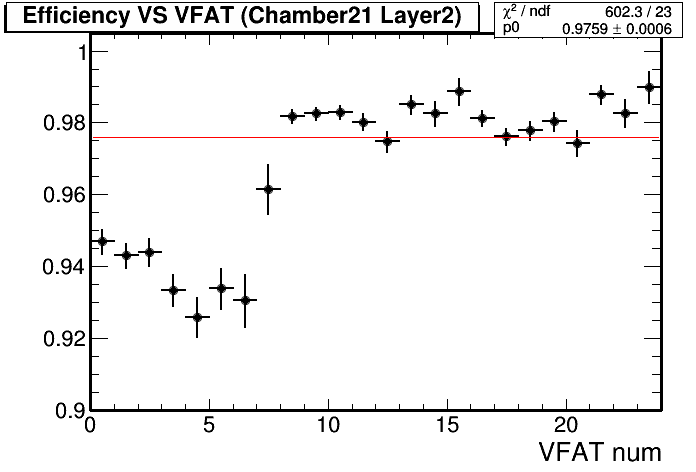 Efficiency VS VFAT (Chamber21 Layer2)
χ² / ndf 602.3 / 23
p0 0.9759 ± 0.0006
1
0.98
0.96
0.94
0.92
0.9
0 5 10 15 20
VFAT num